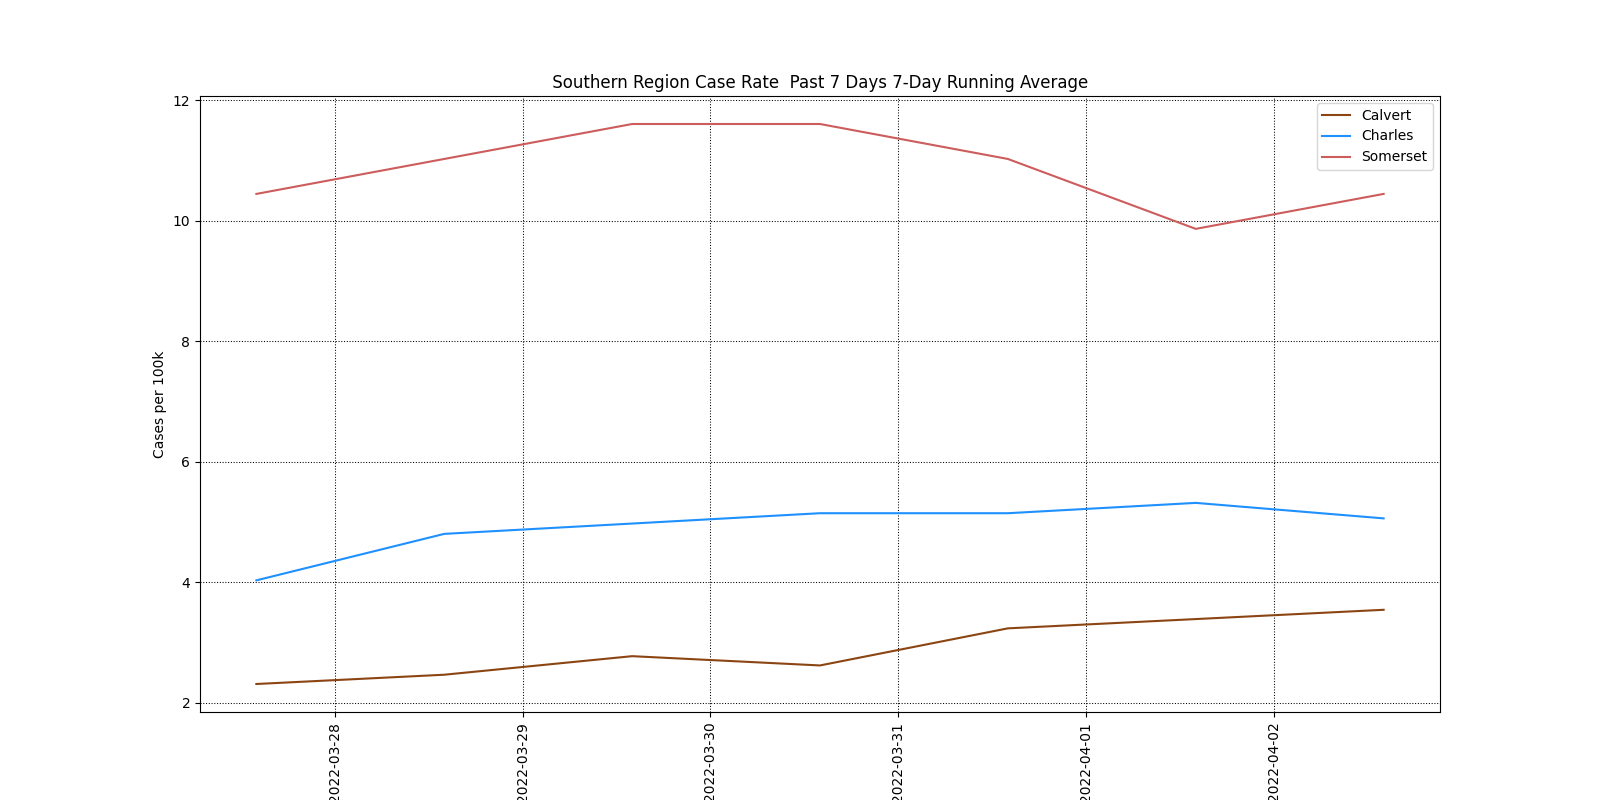 Southern Region Case Rate  Past 7 Days 7-Day Running Average
Calvert
Charles
Somerset
Cases per 100k
12
10
8
6
4
2
2022-03-28
2022-03-29
2022-03-30
2022-03-31
2022-04-01
2022-04-02